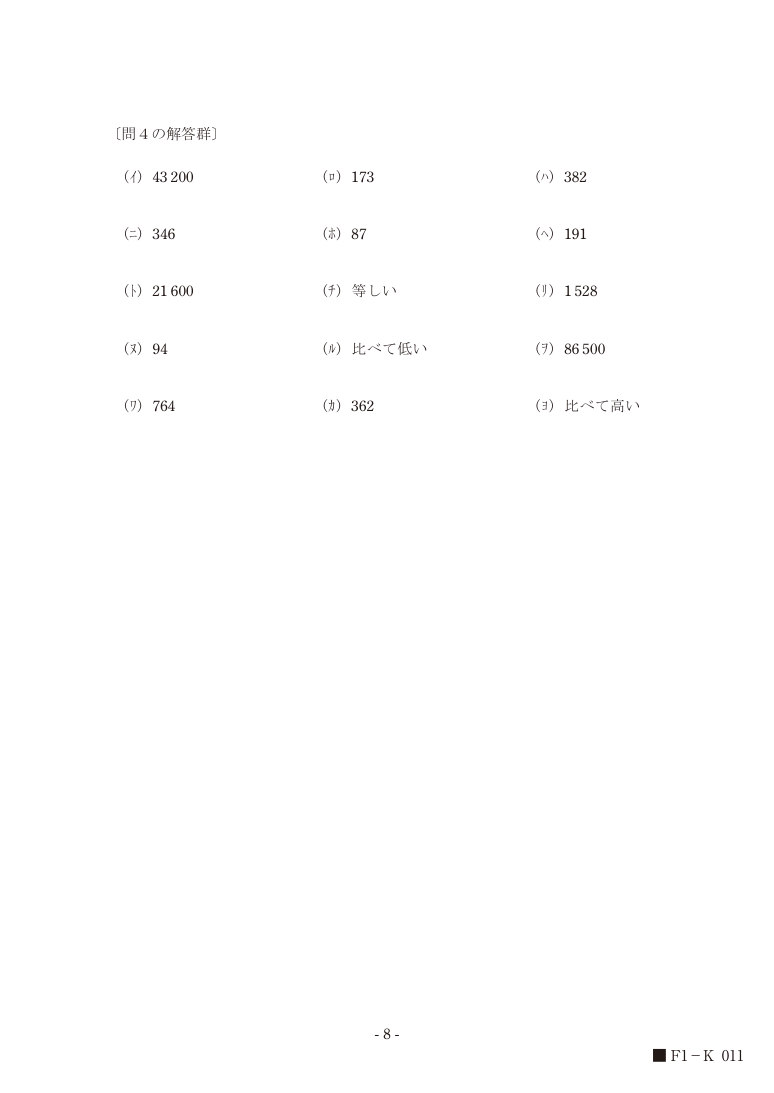 〔問４の解答群〕
(ｲ) 43 200 (ﾛ) 173 (ﾊ) 382
(ﾆ) 346 (ﾎ) 87 (ﾍ) 191
(ﾄ) 21 600 (ﾁ) 等しい (ﾘ) 1 528
(ﾇ) 94 (ﾙ) 比べて低い (ｦ) 86 500
(ﾜ) 764 (ｶ) 362 (ﾖ) 比べて高い
- 8 -
■ F1－K 011